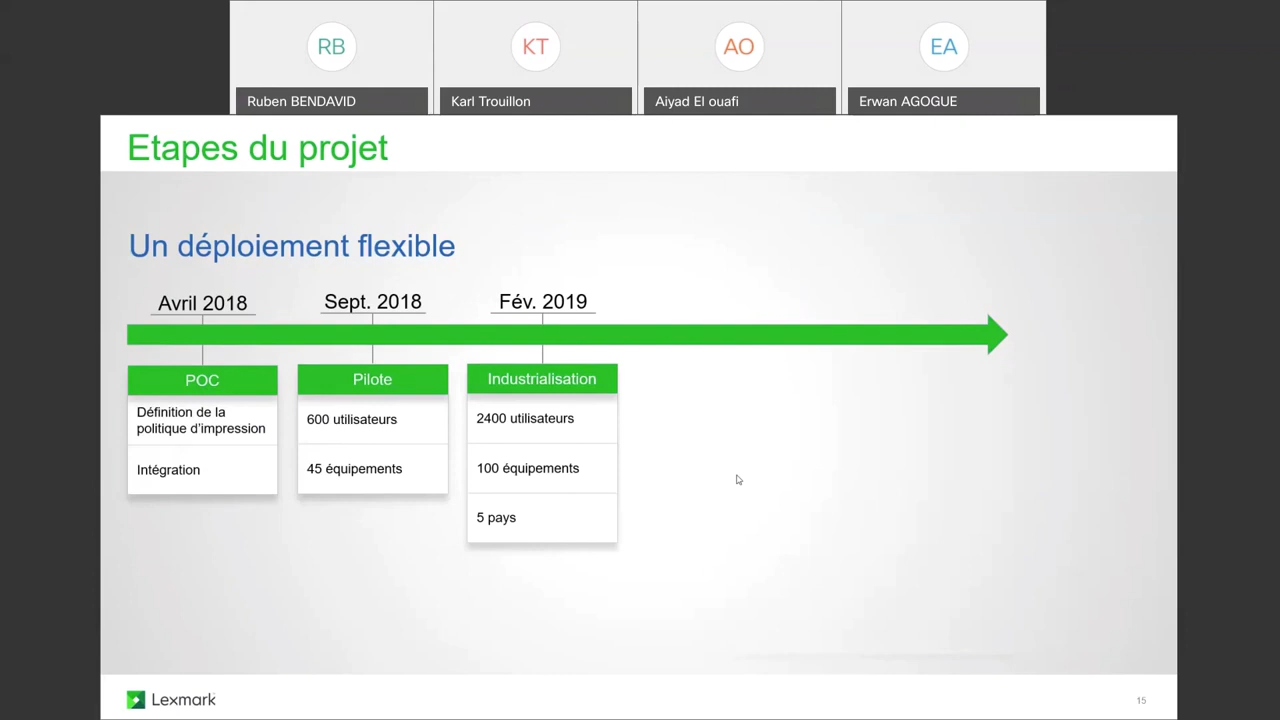 RB
KT
AO
EA
Ruben BENDAVID
Karl Trouillon
Aiyad El ouafi
Erwan AGOGUE
Etapes du projet
Un déploiement flexible
Avril 2018
Sept. 2018
Fév. 2019
POC
Définition de la
politique d'impression
Intégration
Pilote
600 utilisateurs
45 équipements
Industrialisation
2400 utilisateurs
100 équipements
5 pays
Lexmark
15